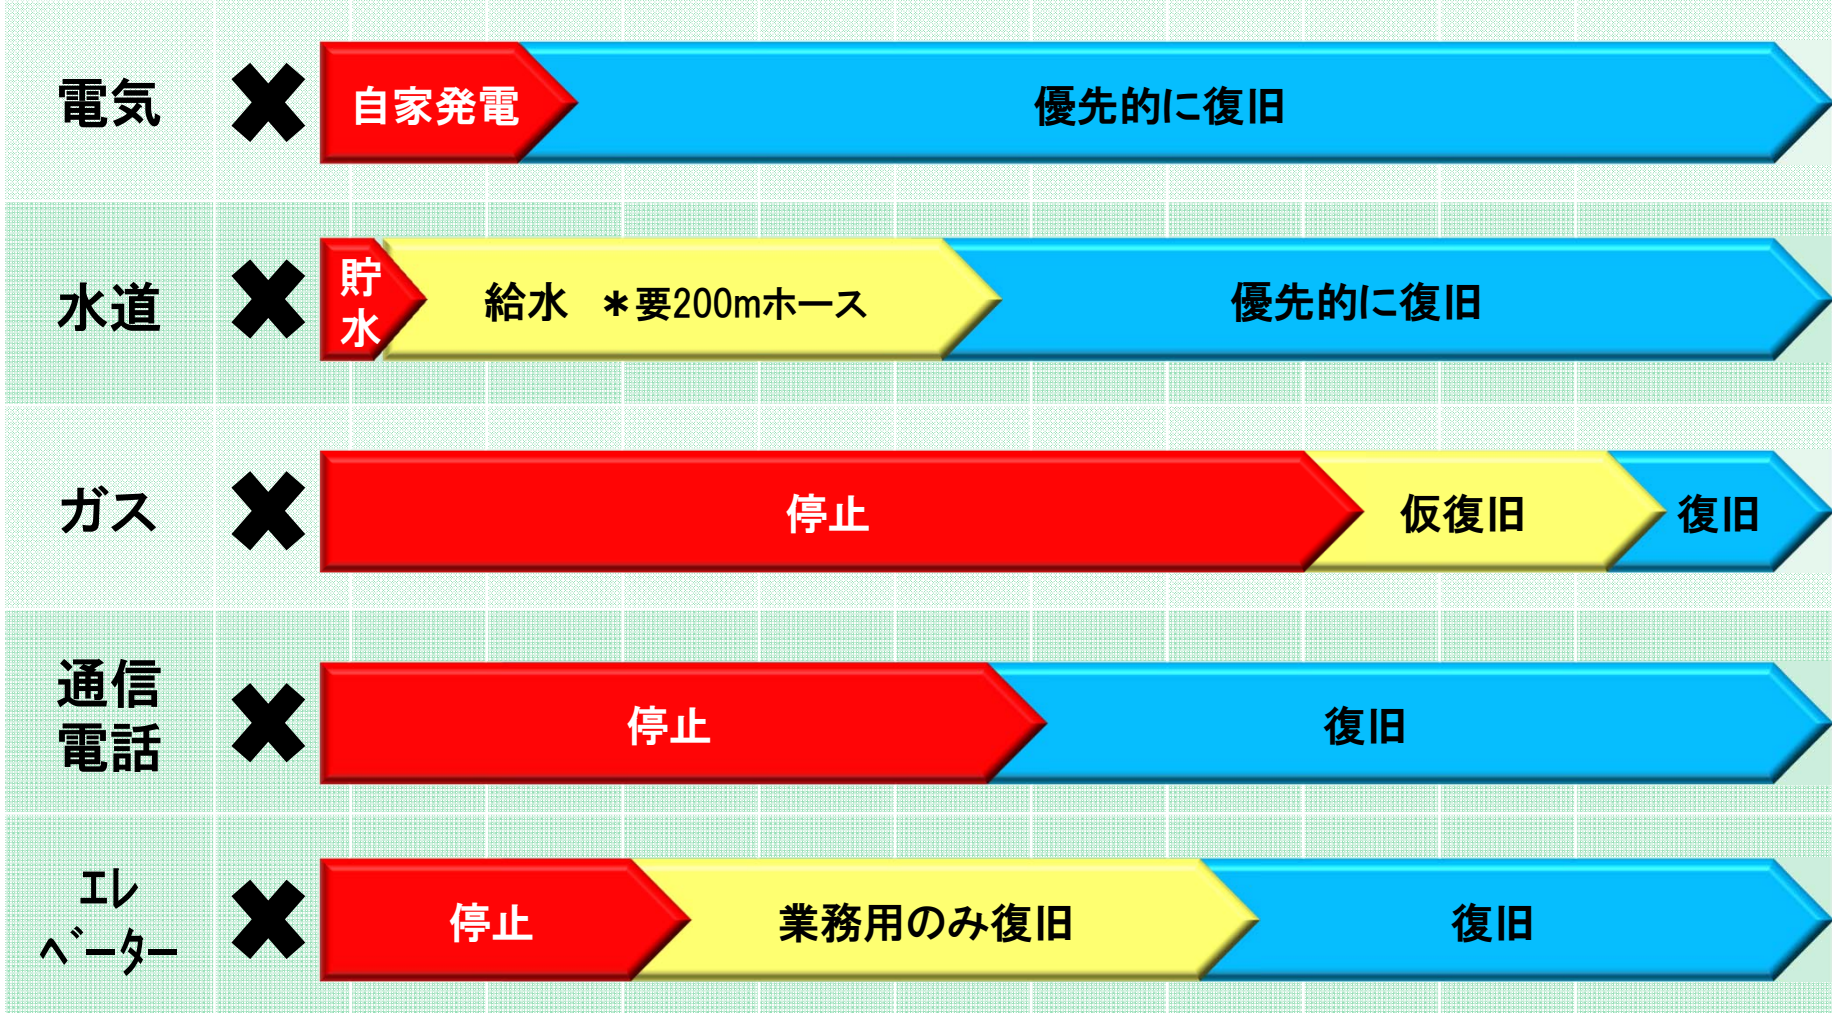 電気
自家発電
優先的に復旧
水道
貯
水
給水 *要200mホース
優先的に復旧
ガス
停止
仮復旧
復旧
通信
電話
停止
復旧
ｴﾚ
ﾍﾞｰﾀｰ
停止
業務用のみ復旧
復旧